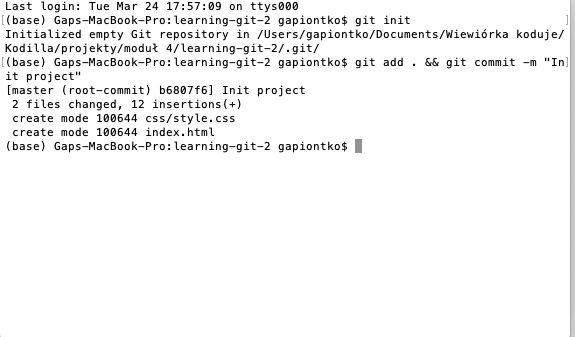 Last login: Tue Mar 24 17:57:09 on ttys000
[(base) Gaps-MacBook-Pro:learning-git-2 gapiontko$ git init ]
Initialized empty Git repository in /Users/gapiontko/Documents/Wiewiórka koduje/
Kodilla/projekty/moduł 4/learning-git-2/.git/
[(base) Gaps-MacBook-Pro:learning-git-2 gapiontko$ git add . && git commit -m "In]
it project"
[master (root-commit) b6807f6] Init project
 2 files changed, 12 insertions(+)
 create mode 100644 css/style.css
 create mode 100644 index.html
(base) Gaps-MacBook-Pro:learning-git-2 gapiontko$